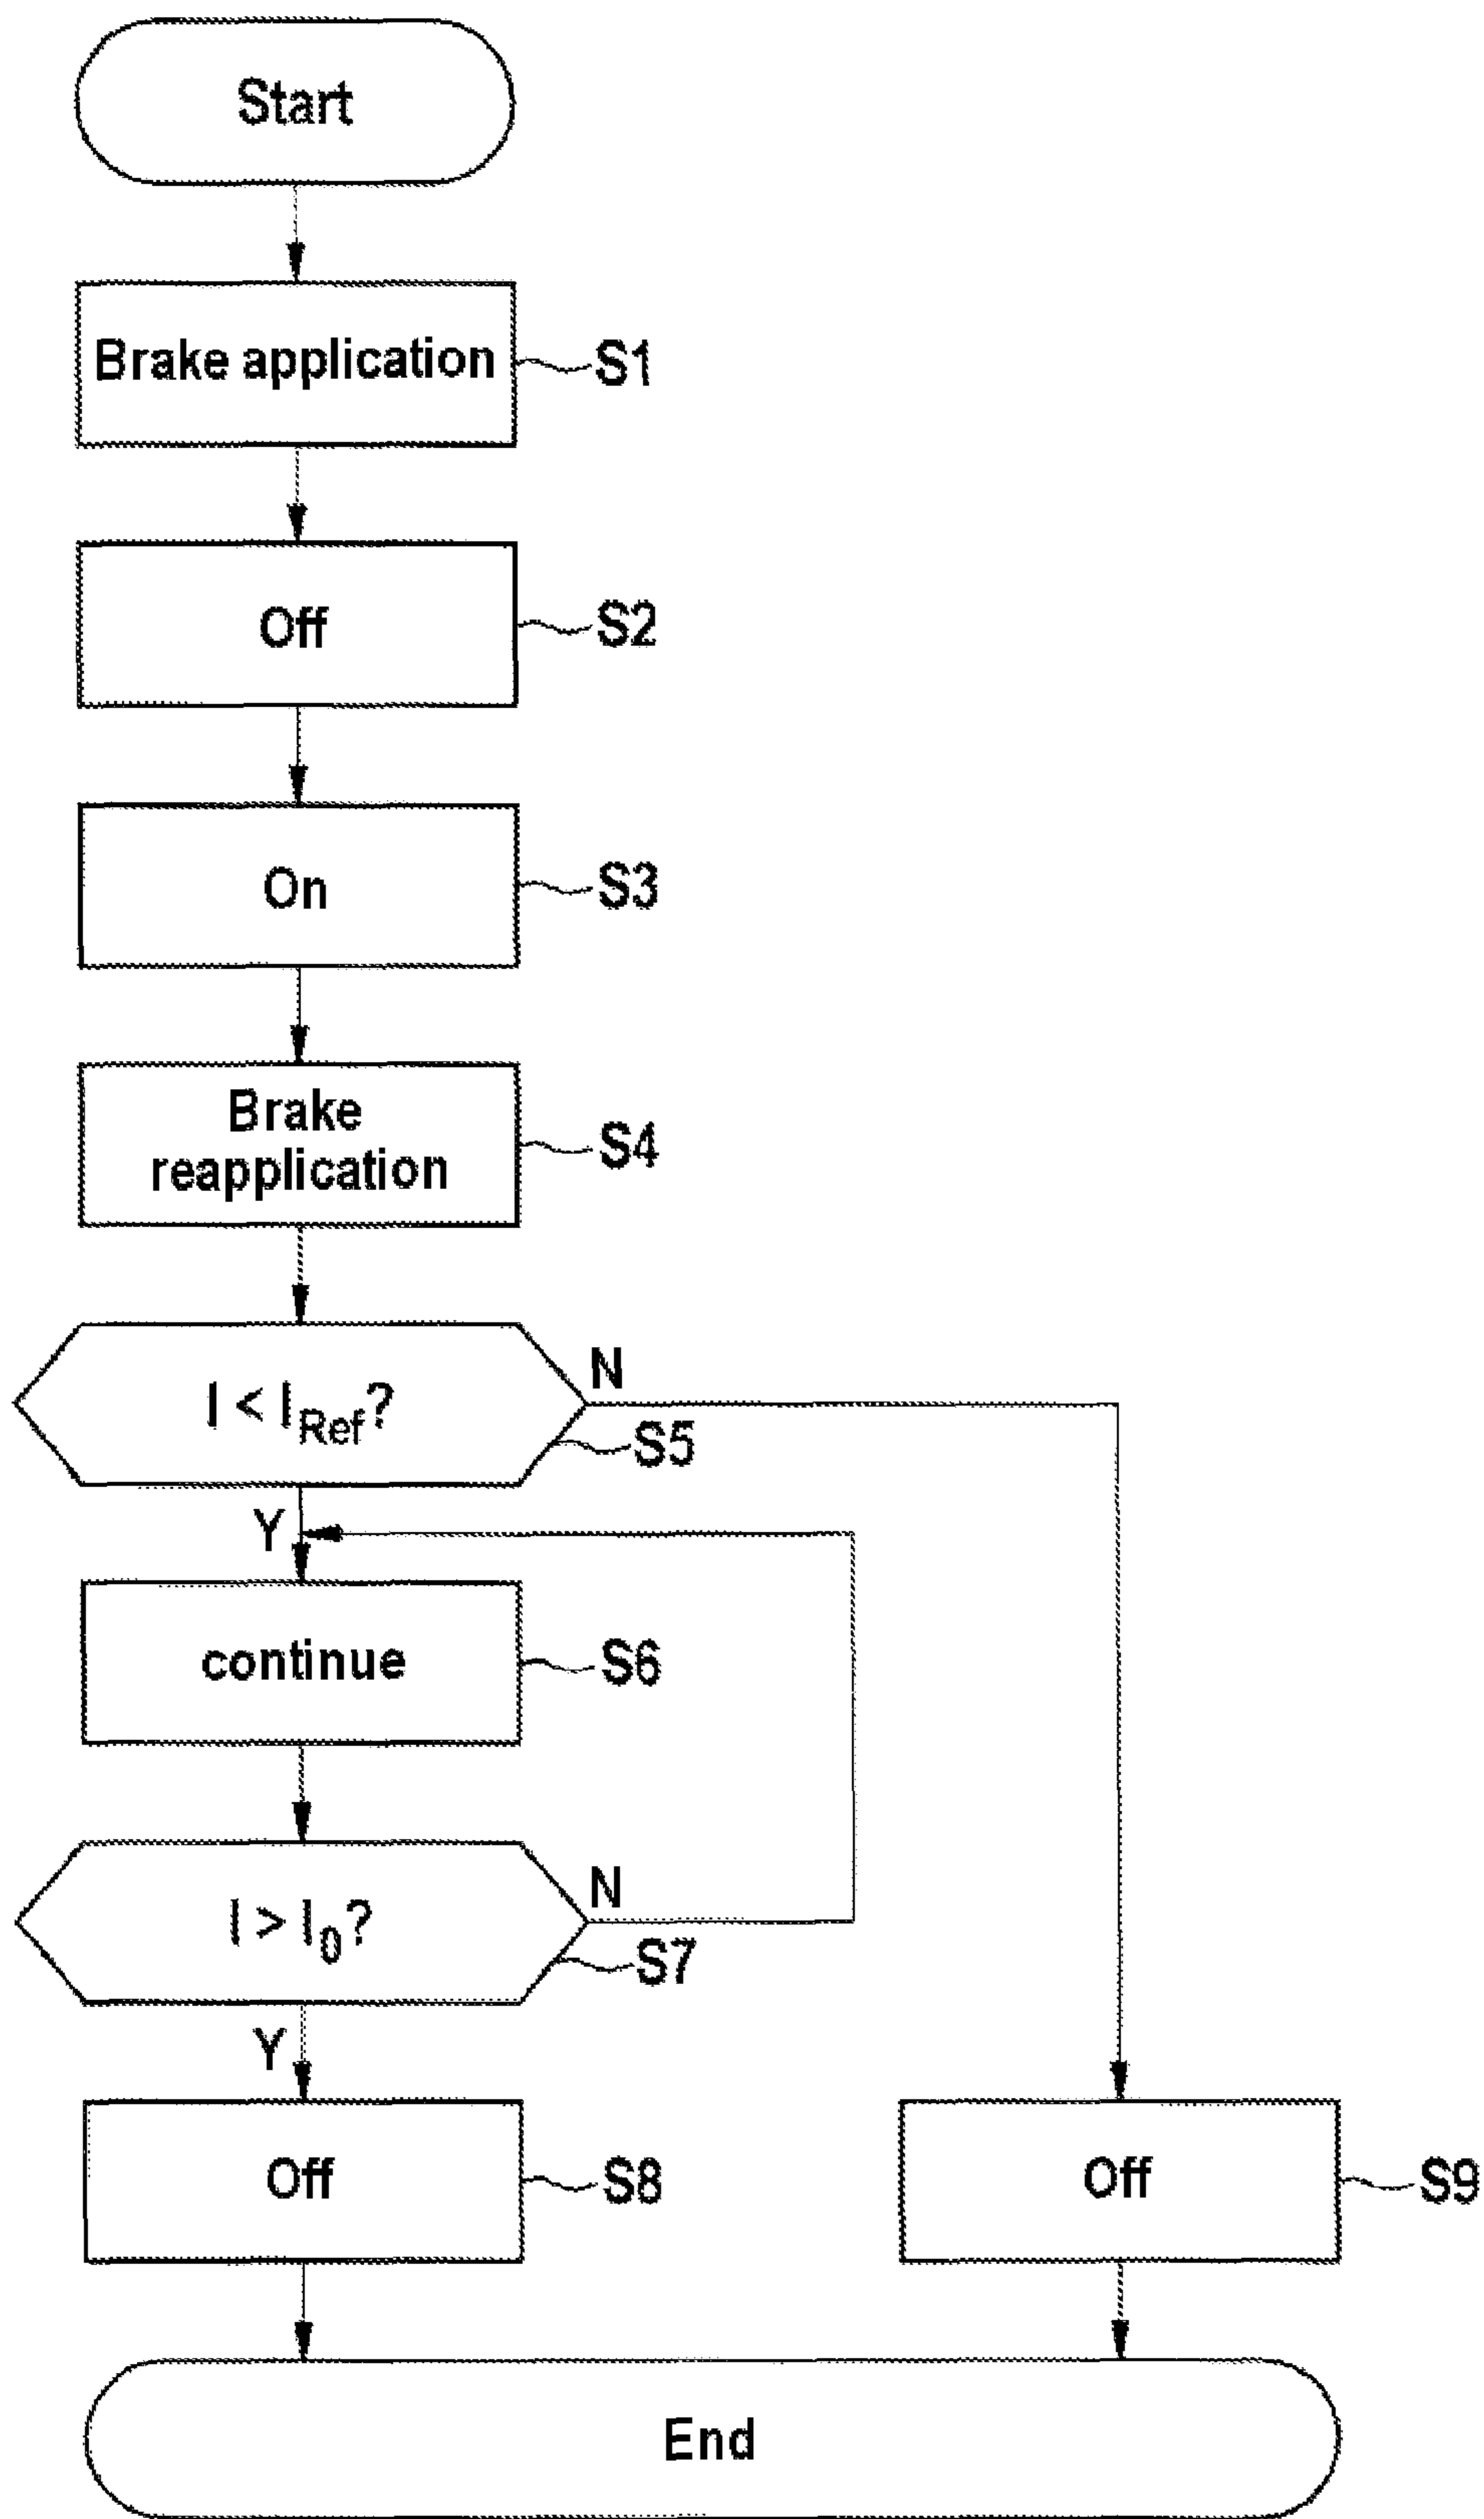 Start
Brake application
S1
Off
S2
On
S3
Brake
reapplication
S4
I < I_Ref?
N
S5
Y
continue
S6
I > I_0?
N
S7
Y
Off
S8
Off
S9
End